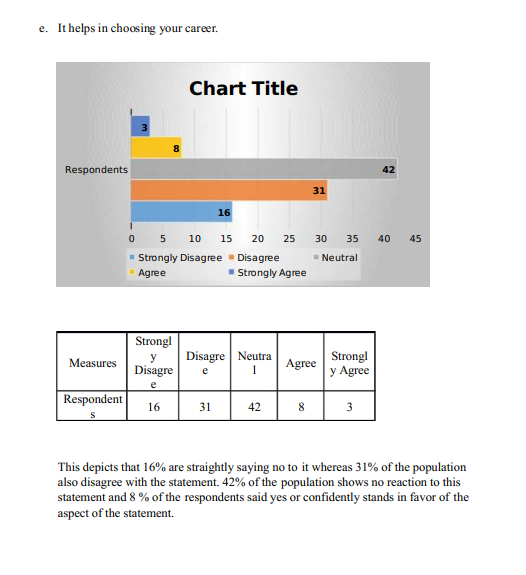 e. It helps in choosing your career.
Chart Title
3
8
Respondents
42
31
16
0 5 10 15 20 25 30 35 40 45
Strongly Disagree Disagree Neutral
Agree Strongly Agree
Measures
Strongl
y
Disagre
e
Disagre
e
Neutra
l
Agree
Strongl
y Agree
Respondent
s
16 31 42 8 3
This depicts that 16% are straightly saying no to it whereas 31% of the population
also disagree with the statement. 42% of the population shows no reaction to this
statement and 8 % of the respondents said yes or confidently stands in favor of the
aspect of the statement.